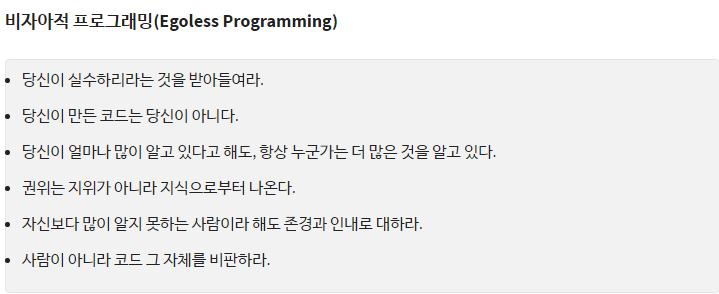 비자아적 프로그래밍(Egoless Programming)
• 당신이 실수하리라는 것을 받아들여라.
• 당신이 만든 코드는 당신이 아니다.
• 당신이 얼마나 많이 알고 있다고 해도, 항상 누군가는 더 많은 것을 알고 있다.
• 권위는 지위가 아니라 지식으로부터 나온다.
• 자신보다 많이 알지 못하는 사람이라 해도 존경과 인내로 대하라.
• 사람이 아니라 코드 그 자체를 비판하라.